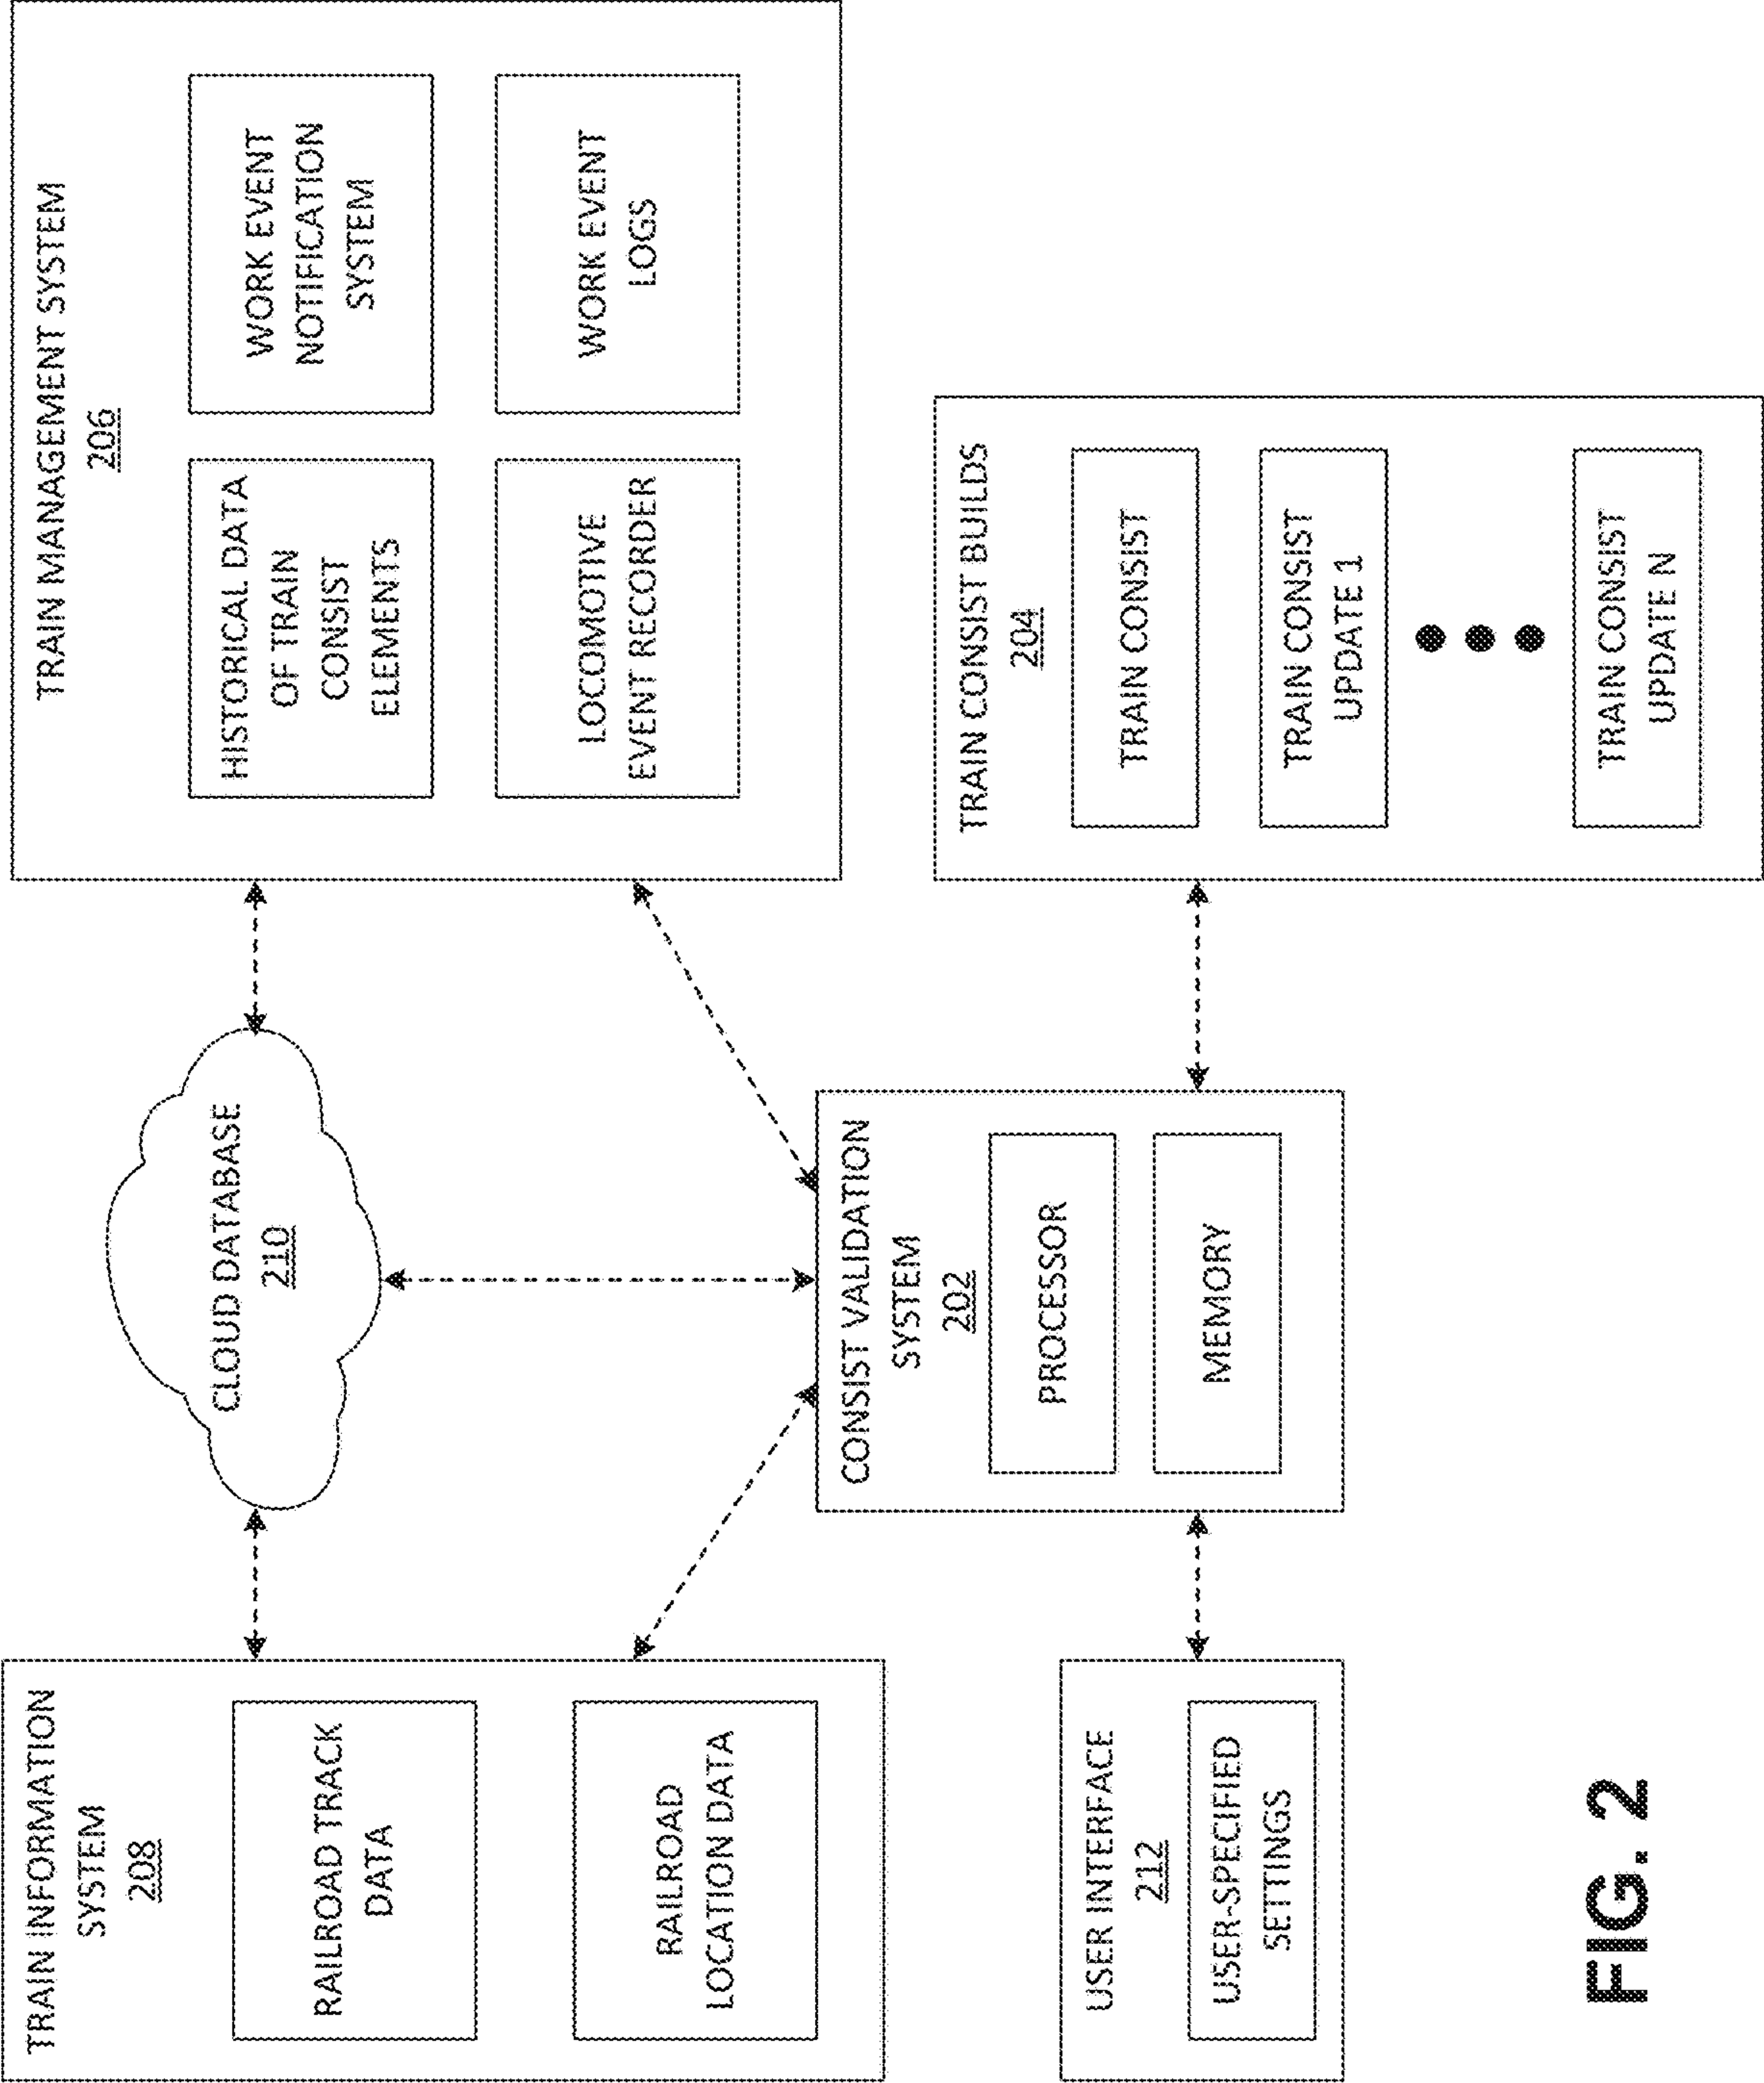 TRAIN INFORMATION
SYSTEM
208
RAILROAD TRACK
DATA
RAILROAD
LOCATION DATA
CLOUD DATABASE
210
TRAIN MANAGEMENT SYSTEM
206
HISTORICAL DATA
OF TRAIN
CONSIST
ELEMENTS
WORK EVENT
NOTIFICATION
SYSTEM
LOCOMOTIVE
EVENT RECORDER
WORK EVENT
LOGS
USER INTERFACE
212
USER-SPECIFIED
SETTINGS
CONSIST VALIDATION
SYSTEM
202
PROCESSOR
MEMORY
TRAIN CONSIST BUILDS
204
TRAIN CONSIST
TRAIN CONSIST
UPDATE 1
TRAIN CONSIST
UPDATE N
FIG. 2